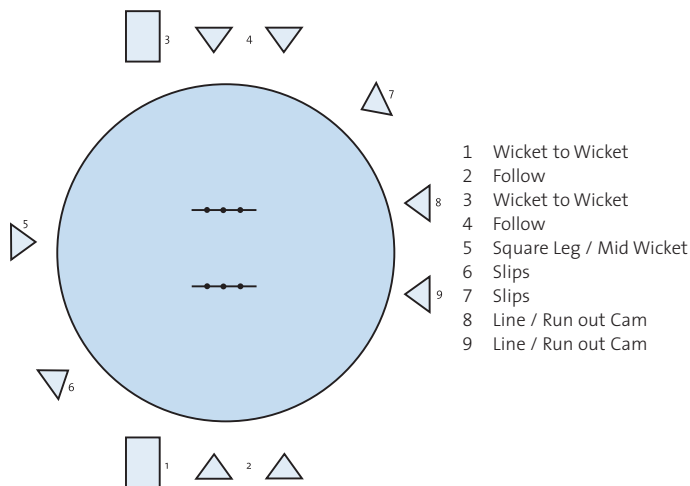 3
4
7
8
5
9
6
1
2
1 Wicket to Wicket
2 Follow
3 Wicket to Wicket
4 Follow
5 Square Leg / Mid Wicket
6 Slips
7 Slips
8 Line / Run out Cam
9 Line / Run out Cam